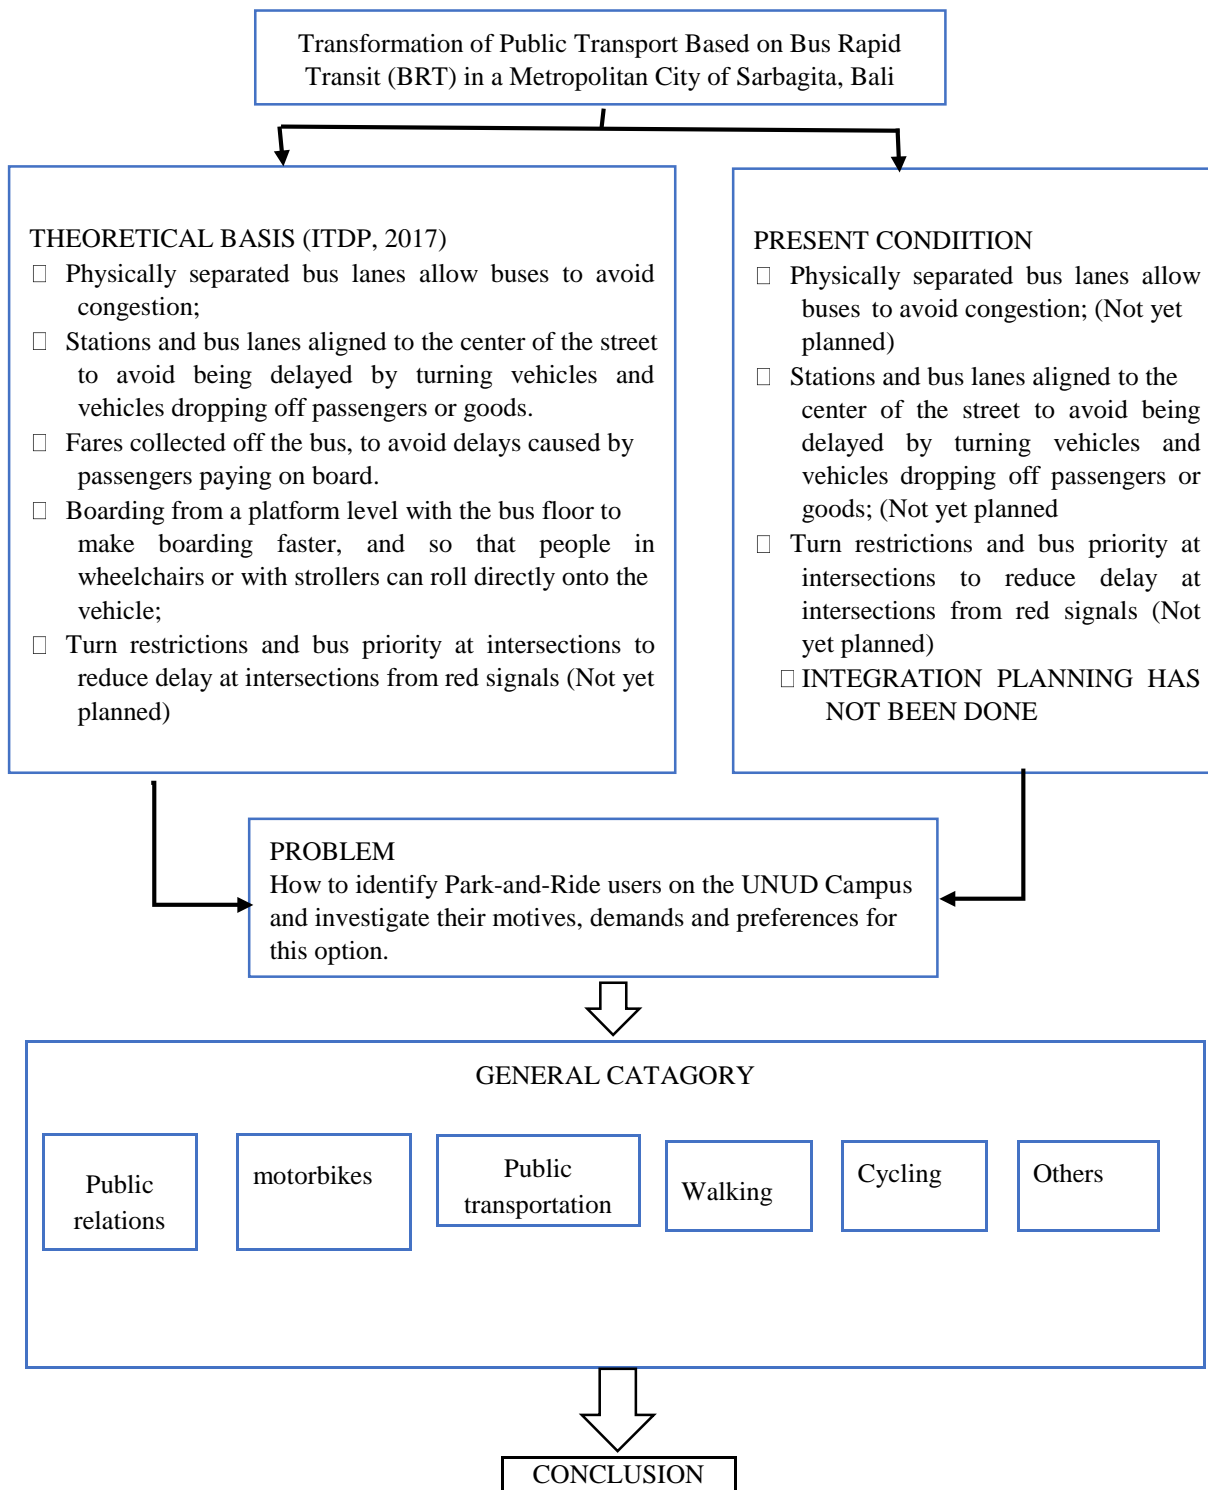 Transformation of Public Transport Based on Bus Rapid
Transit (BRT) in a Metropolitan City of Sarbagita, Bali
THEORETICAL BASIS (ITDP, 2017)
□ Physically separated bus lanes allow buses to avoid
congestion;
□ Stations and bus lanes aligned to the center of the street
to avoid being delayed by turning vehicles and
vehicles dropping off passengers or goods.
□ Fares collected off the bus, to avoid delays caused by
passengers paying on board.
□ Boarding from a platform level with the bus floor to
make boarding faster, and so that people in
wheelchairs or with strollers can roll directly onto the
vehicle;
□ Turn restrictions and bus priority at intersections to
reduce delay at intersections from red signals (Not yet
planned)
PRESENT CONDIITION
□ Physically separated bus lanes allow
buses to avoid congestion; (Not yet
planned)
□ Stations and bus lanes aligned to the
center of the street to avoid being
delayed by turning vehicles and
vehicles dropping off passengers or
goods; (Not yet planned
□ Turn restrictions and bus priority at
intersections to reduce delay at
intersections from red signals (Not
yet planned)
□ INTEGRATION PLANNING HAS
NOT BEEN DONE
PROBLEM
How to identify Park-and-Ride users on the UNUD Campus
and investigate their motives, demands and preferences for
this option.
GENERAL CATAGORY
Public
relations
motorbikes
Public
transportation
Walking
Cycling
Others
CONCLUSION